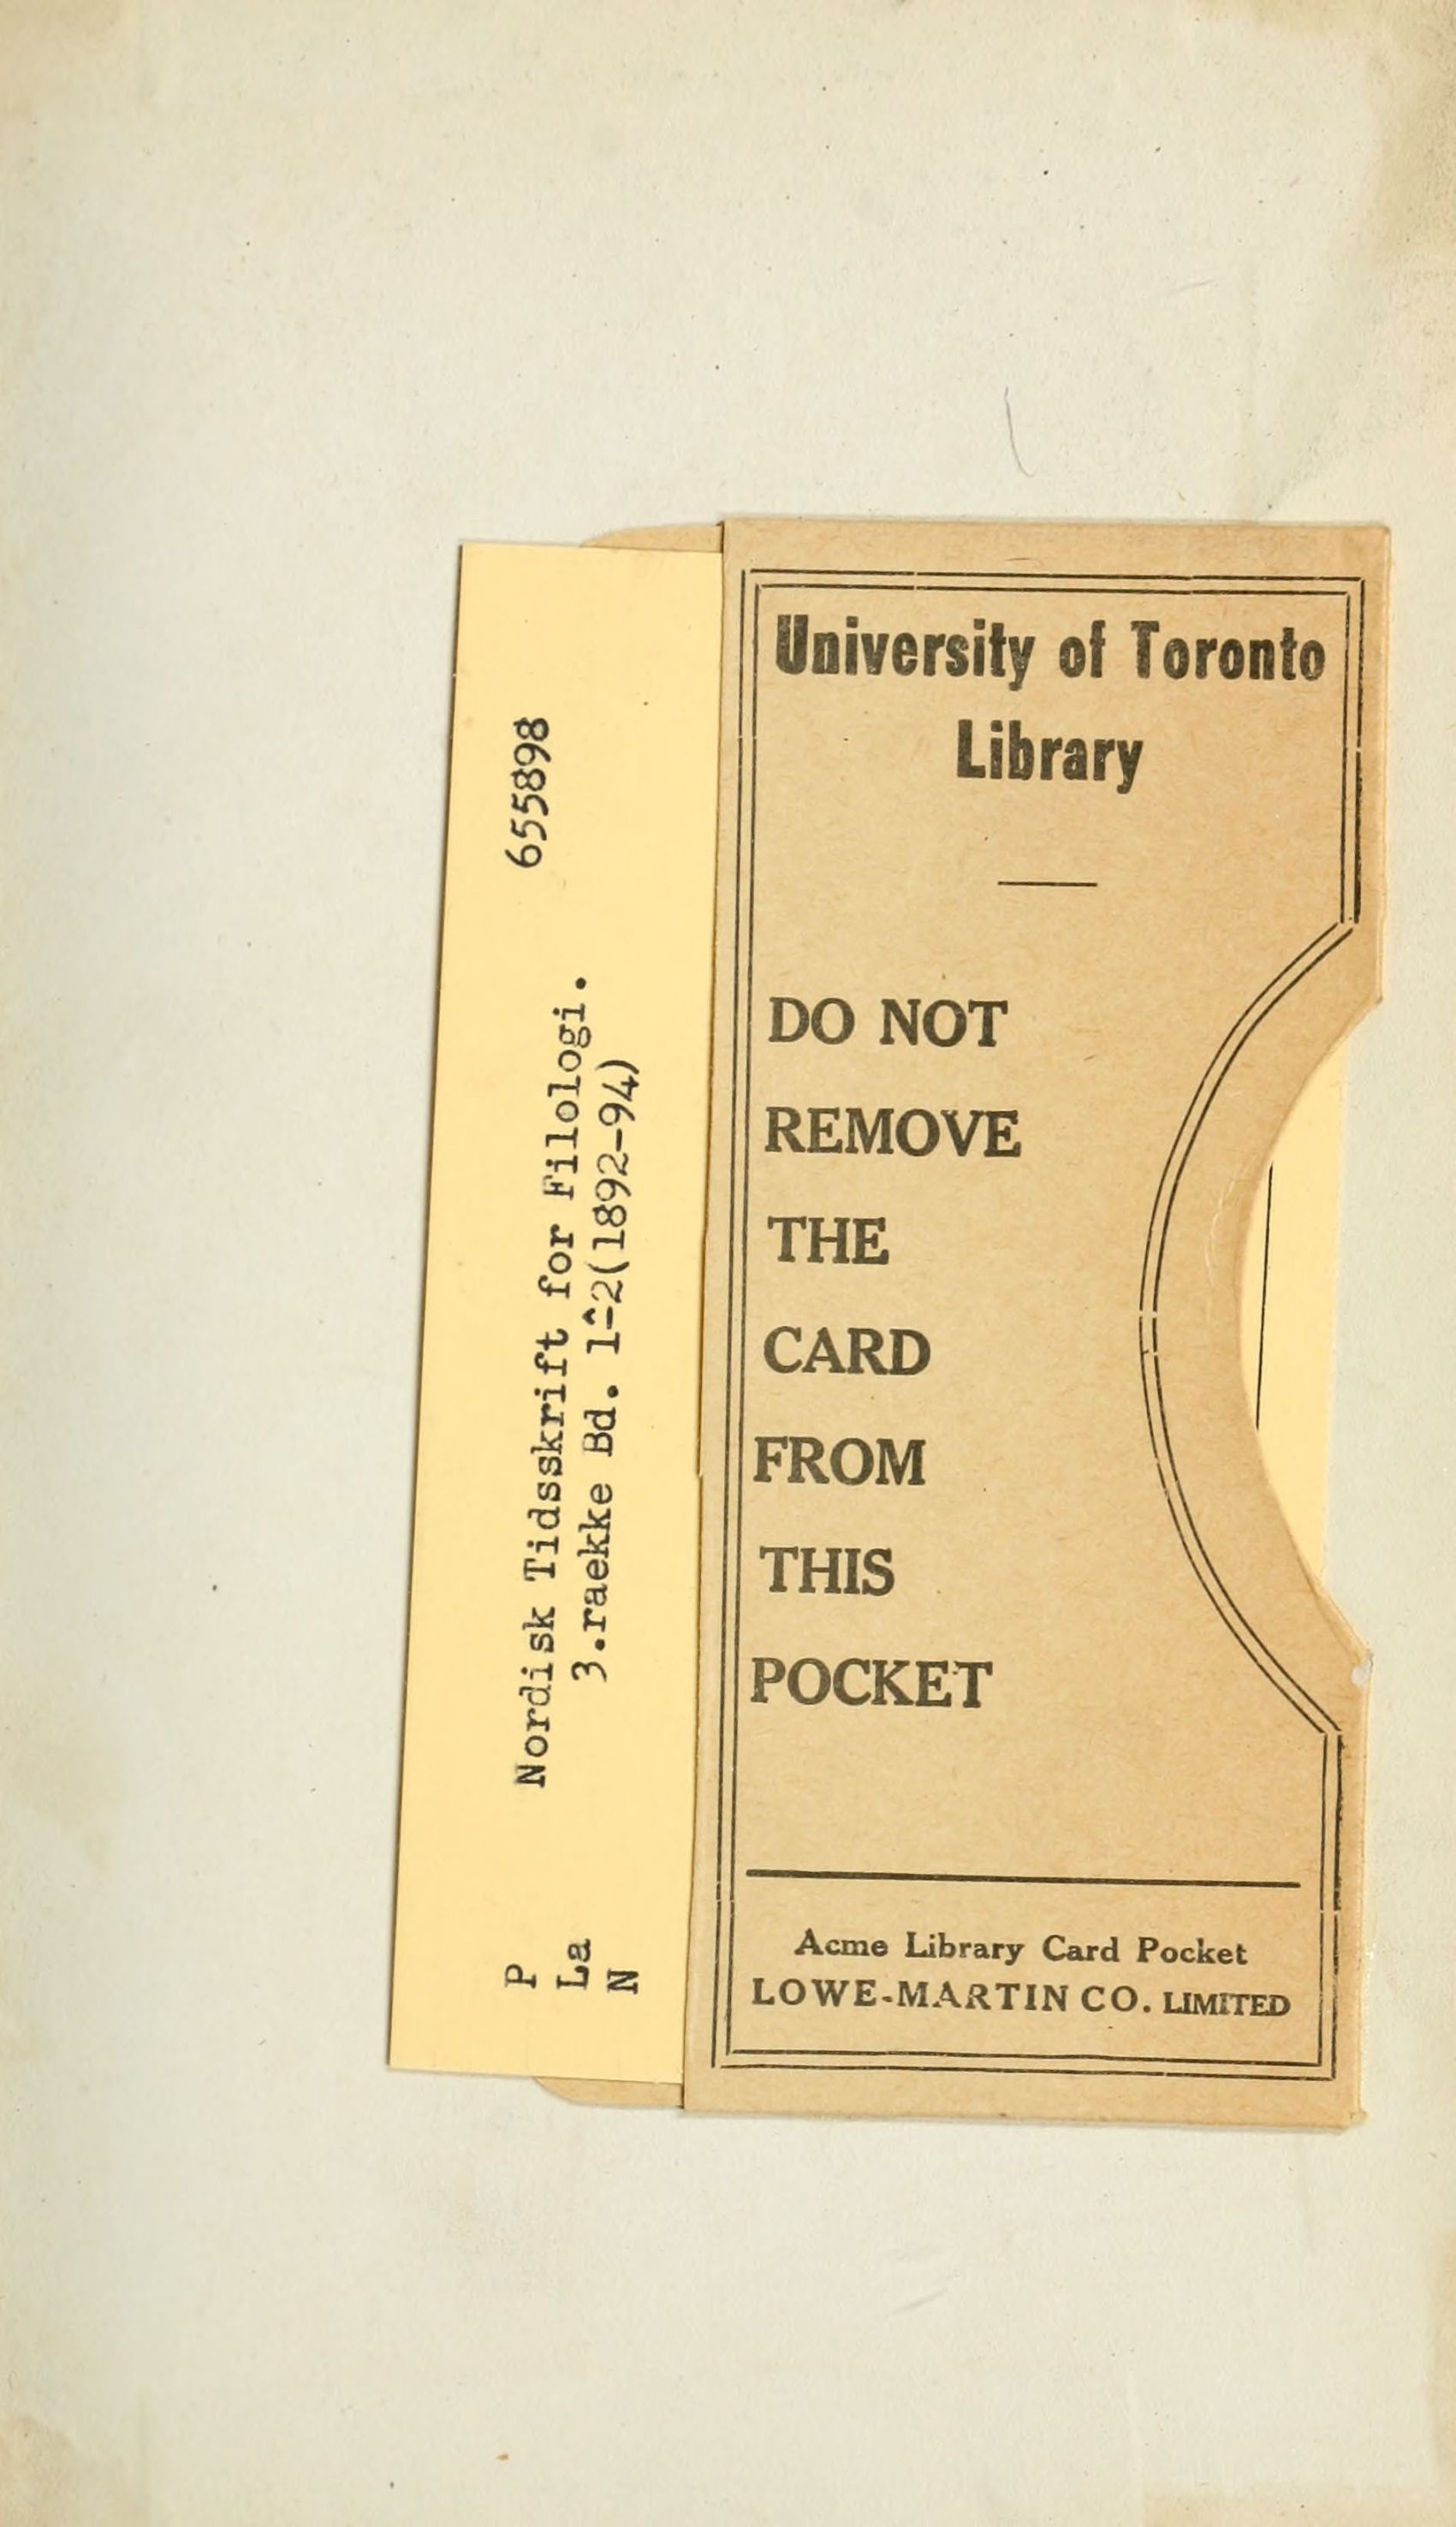 P
La
N
Nordisk Tidsskrift for Filologi.
3.raekke Bd. 1-2(1892-94)
655898
University of Toronto
Library
DO NOT
REMOVE
THE
CARD
FROM
THIS
POCKET
Acme Library Card Pocket
LOWE-MARTIN CO. LIMITED